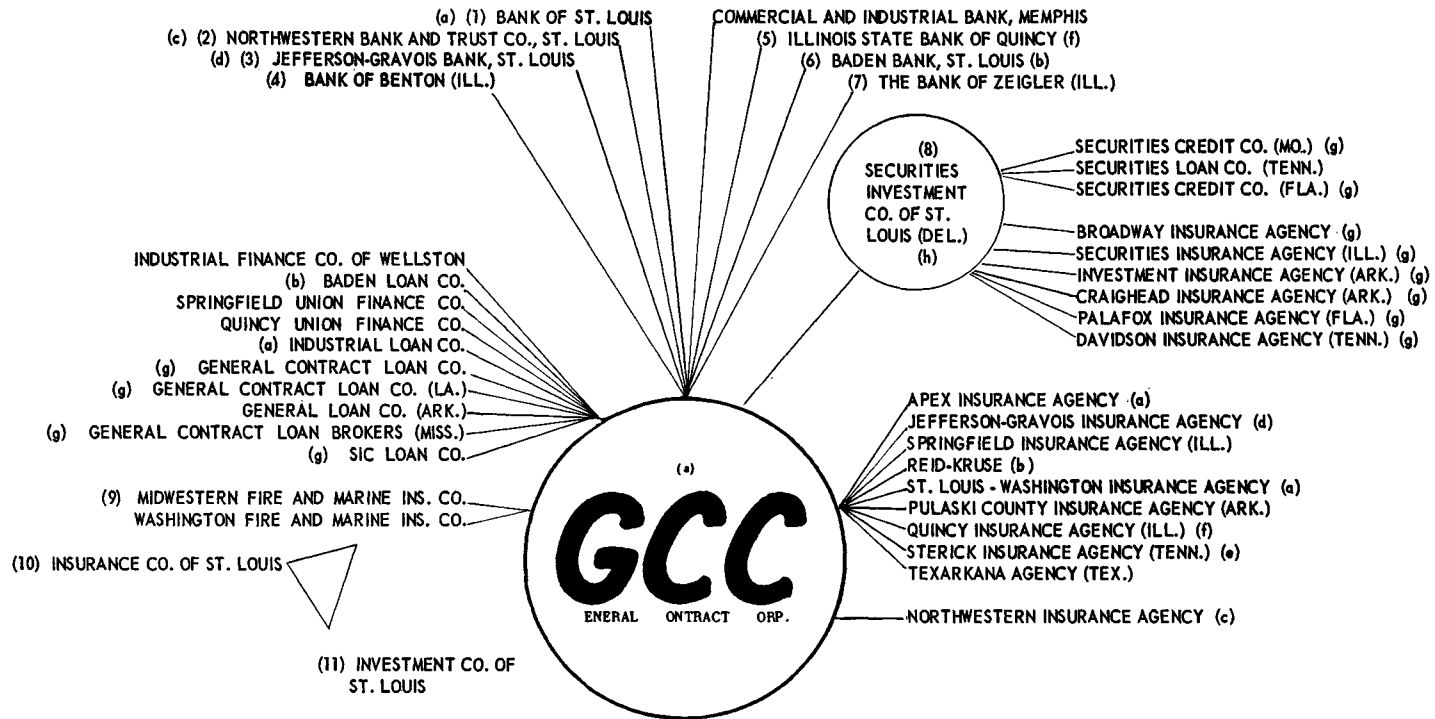 (a) (1) BANK OF ST. LOUIS
(c) (2) NORTHWESTERN BANK AND TRUST CO., ST. LOUIS
(d) (3) JEFFERSON-GRAVOIS BANK, ST. LOUIS
(4) BANK OF BENTON (ILL.)
COMMERCIAL AND INDUSTRIAL BANK, MEMPHIS
(5) ILLINOIS STATE BANK OF QUINCY (f)
(6) BADEN BANK, ST. LOUIS (b)
(7) THE BANK OF ZEIGLER (ILL.)
(8)
SECURITIES
INVESTMENT
CO. OF ST.
LOUIS (DEL.)
(h)
SECURITIES CREDIT CO. (MO.) (g)
SECURITIES LOAN CO. (TENN.)
SECURITIES CREDIT CO. (FLA.) (g)
BROADWAY INSURANCE AGENCY (g)
SECURITIES INSURANCE AGENCY (ILL.) (g)
INVESTMENT INSURANCE AGENCY (ARK.) (g)
CRAIGHEAD INSURANCE AGENCY (ARK.) (g)
PALAFOX INSURANCE AGENCY (FLA.) (g)
DAVIDSON INSURANCE AGENCY (TENN.) (g)
INDUSTRIAL FINANCE CO. OF WELLSTON
(b) BADEN LOAN CO.
SPRINGFIELD UNION FINANCE CO.
QUINCY UNION FINANCE CO.
(a) INDUSTRIAL LOAN CO.
(g) GENERAL CONTRACT LOAN CO.
(g) GENERAL CONTRACT LOAN CO. (LA.)
GENERAL LOAN CO. (ARK.)
(g) GENERAL CONTRACT LOAN BROKERS (MISS.)
(g) SIC LOAN CO.
(9) MIDWESTERN FIRE AND MARINE INS. CO.
WASHINGTON FIRE AND MARINE INS. CO.
(10) INSURANCE CO. OF ST. LOUIS
(11) INVESTMENT CO. OF
ST. LOUIS
(a)
GCC
ENERAL ONTRACT ORP.
APEX INSURANCE AGENCY (a)
JEFFERSON-GRAVOIS INSURANCE AGENCY (d)
SPRINGFIELD INSURANCE AGENCY (ILL.)
REID-KRUSE (b)
ST. LOUIS - WASHINGTON INSURANCE AGENCY (a)
PULASKI COUNTY INSURANCE AGENCY (ARK.)
QUINCY INSURANCE AGENCY (ILL.) (f)
STERICK INSURANCE AGENCY (TENN.) (e)
TEXARKANA AGENCY (TEX.)
NORTHWESTERN INSURANCE AGENCY (c)